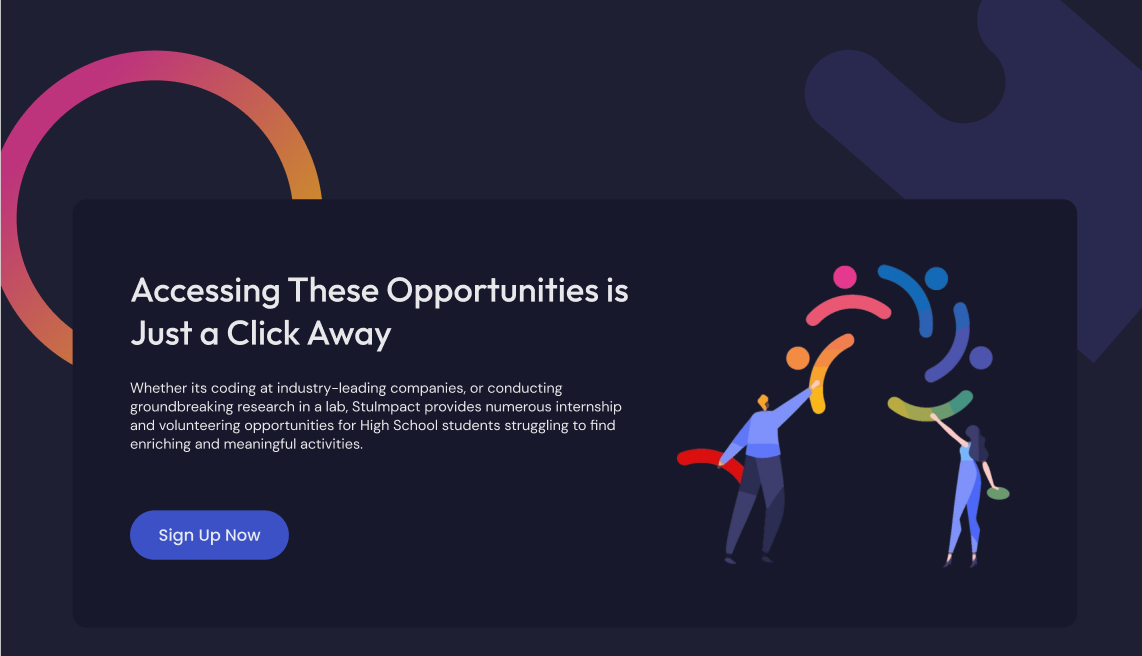 Accessing These Opportunities is
Just a Click Away
Whether its coding at industry-leading companies, or conducting
groundbreaking research in a lab, StuImpact provides numerous internship
and volunteering opportunities for High School students struggling to find
enriching and meaningful activities.
Sign Up Now